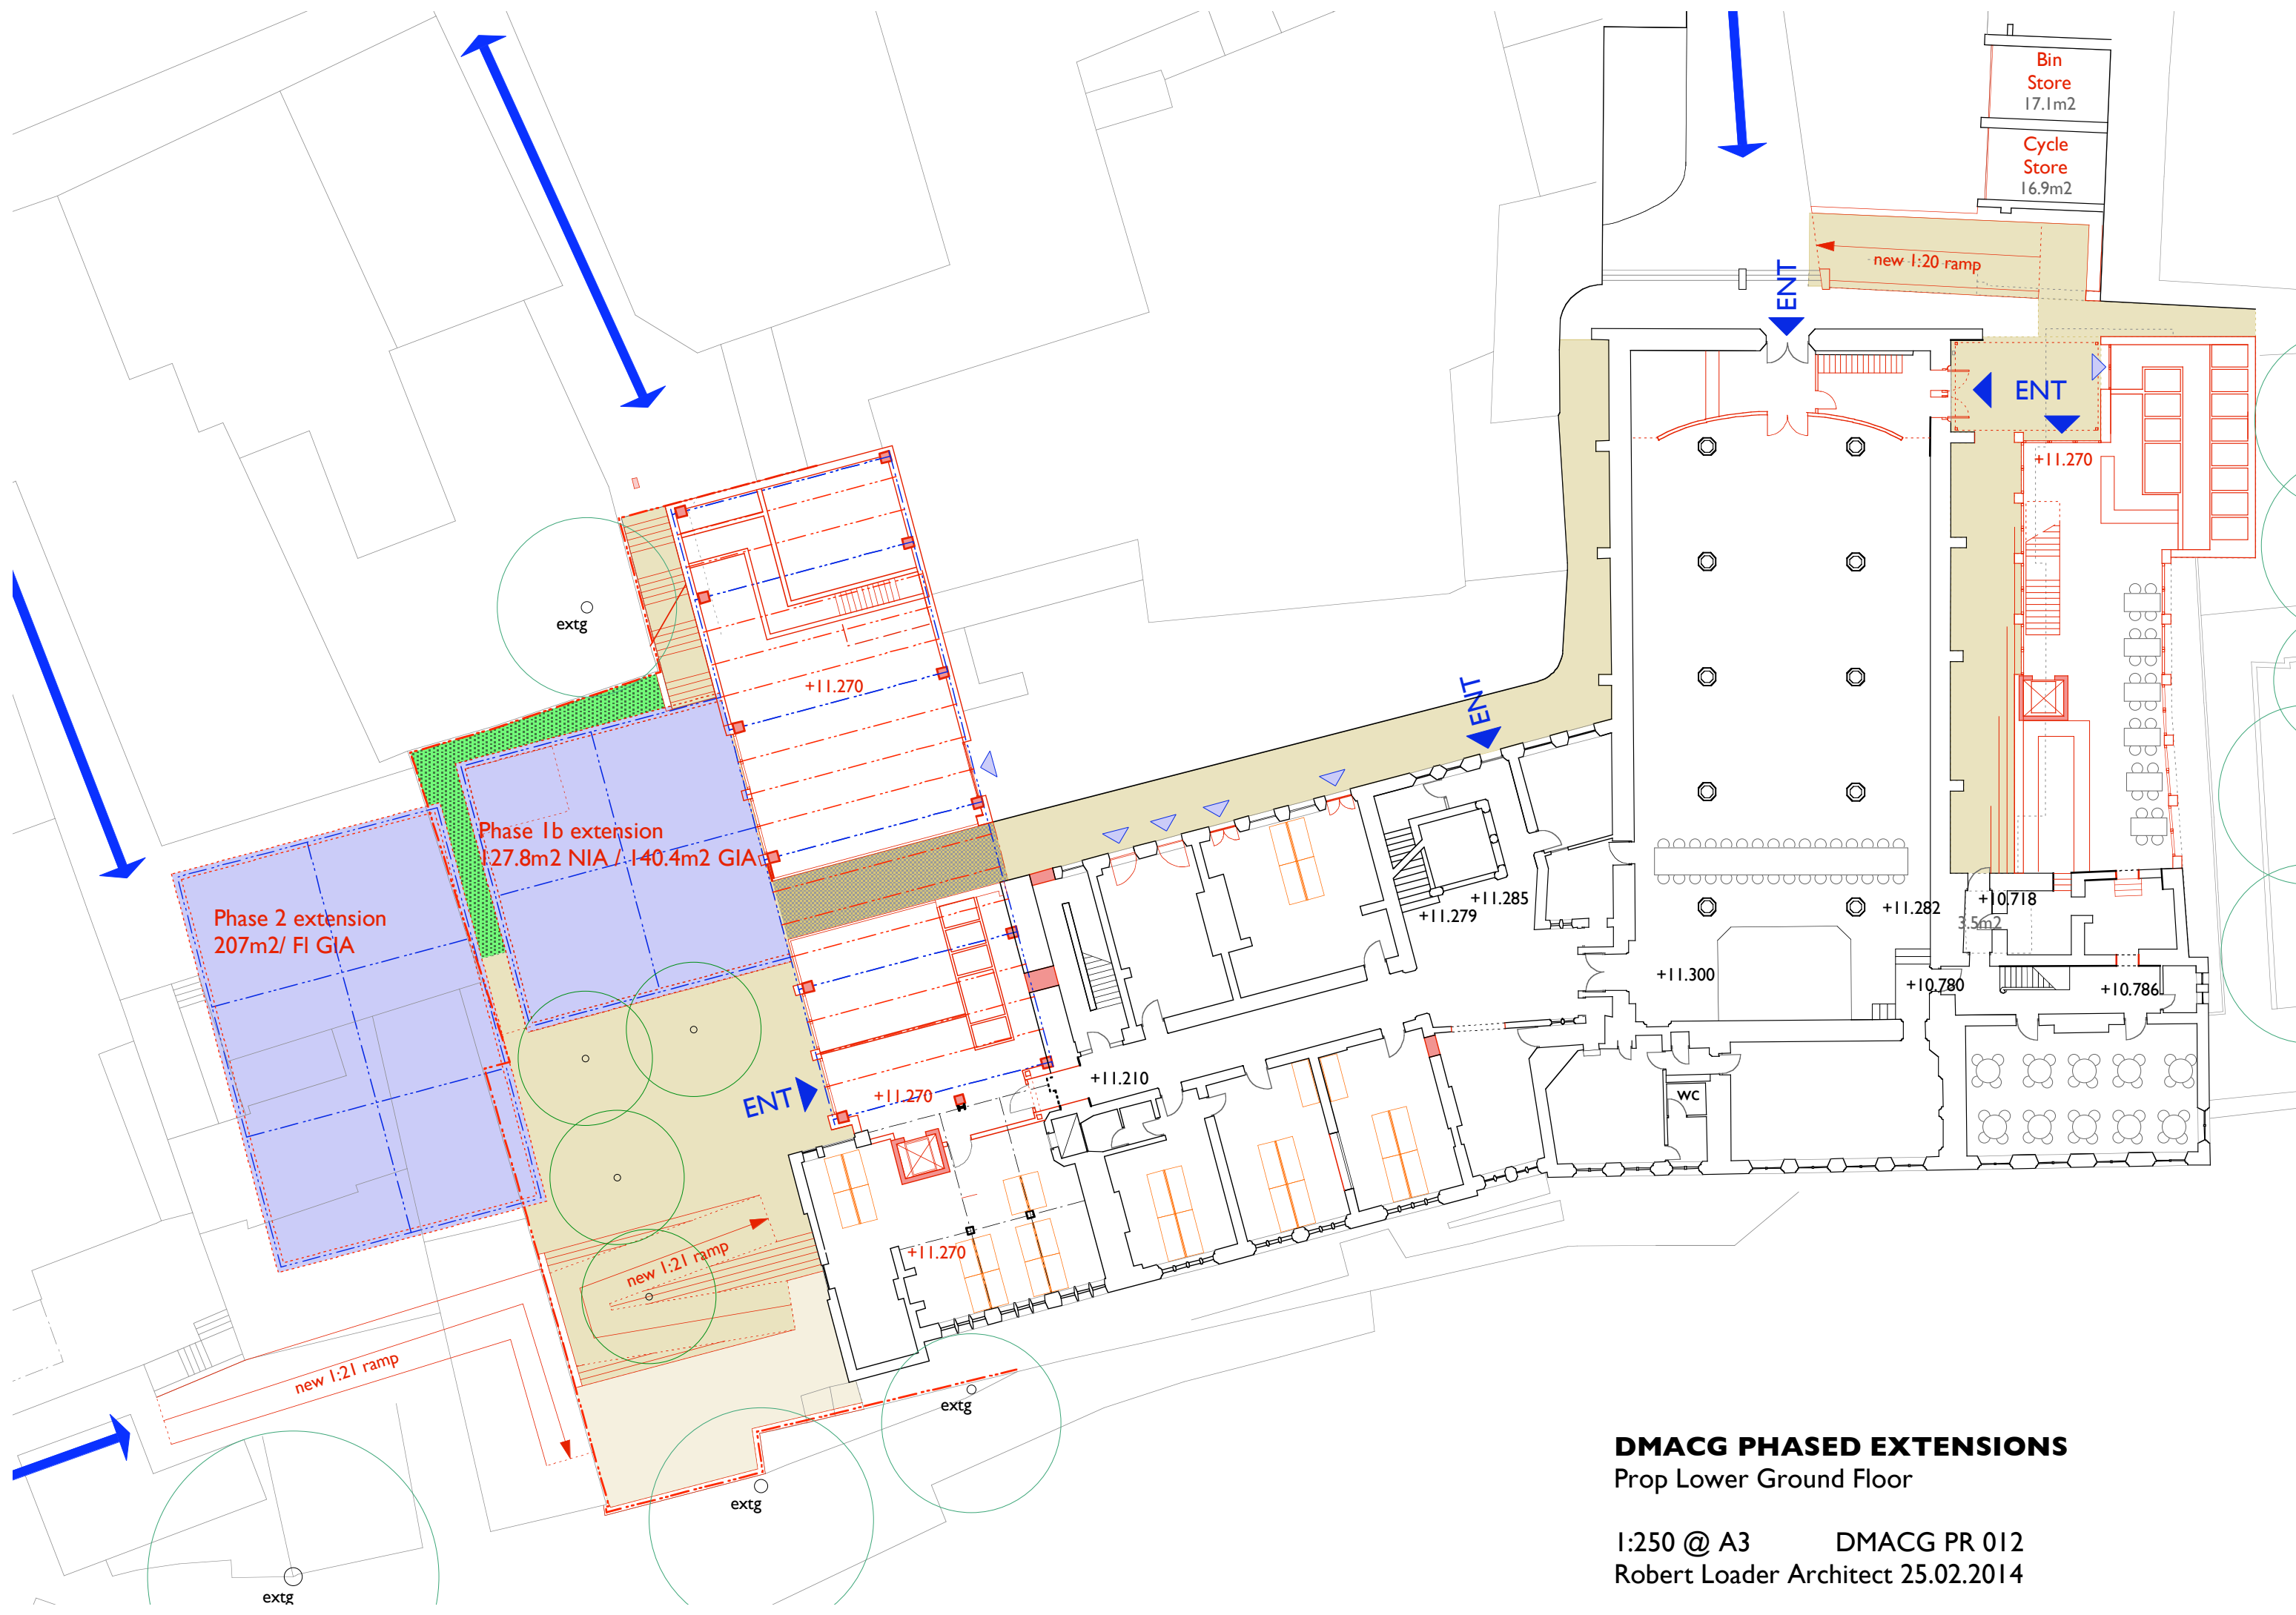 Bin
Store
17.1m2
Cycle
Store
16.9m2
new 1:20 ramp
ENT
ENT
+11.270
extg
+11.270
ENT
Phase 1b extension
127.8m2 NIA / 140.4m2 GIA
Phase 2 extension
207m2/ FI GIA
+11.285
+11.279
+11.282
+10.718
3.5m2
+11.300
+10.780
+10.786
+11.210
ENT
+11.270
WC
+11.270
new 1:21 ramp
new 1:21 ramp
extg
extg
extg
DMACG PHASED EXTENSIONS
Prop Lower Ground Floor
1:250 @ A3 DMACG PR 012
Robert Loader Architect 25.02.2014